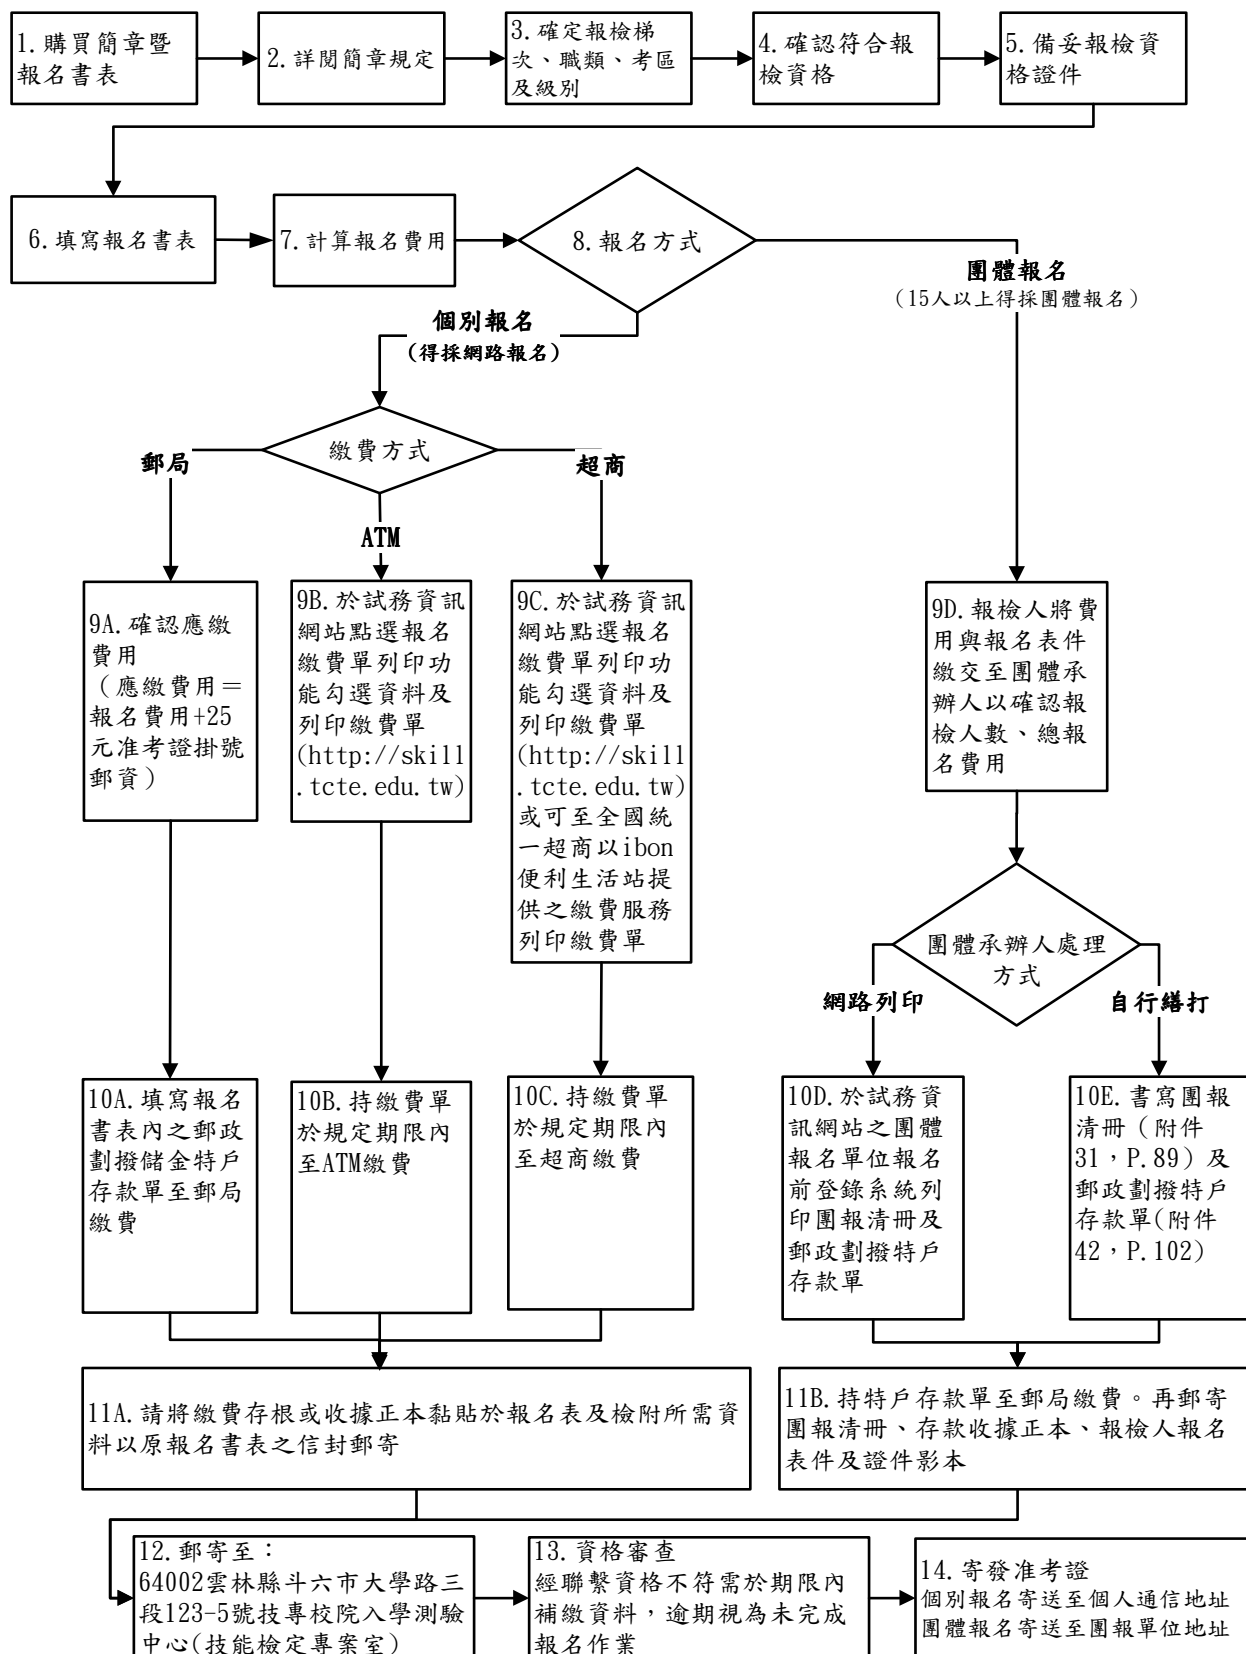 1.購買簡章暨
報名書表
2.詳閱簡章規定
3.確定報檢梯
次、職類、考區
及級別
4.確認符合報
檢資格
5.備妥報檢資
格證件
6.填寫報名書表
7.計算報名費用
8.報名方式
團體報名
(15人以上得採團體報名)
個別報名
(得採網路報名)
繳費方式
郵局
超商
ATM
9A.確認應繳
費用
(應繳費用=
報名費用+25
元准考證掛號
郵資)
9B.於試務資訊
網站點選報名
繳費單列印功
能勾選資料及
列印繳費單
(http://skill
.tcte.edu.tw)
9C.於試務資訊
網站點選報名
繳費單列印功
能勾選資料及
列印繳費單
(http://skill
.tcte.edu.tw)
或可至全國統
一超商以ibon
便利生活站提
供之繳費服務
列印繳費單
9D.報檢人將費
用與報名表件
繳交至團體承
辦人以確認報
檢人數、總報
名費用
團體承辦人處理
方式
網路列印
自行繕打
10A.填寫報名
書表內之郵政
劃撥儲金特戶
存款單至郵局
繳費
10B.持繳費單
於規定期限內
至ATM繳費
10C.持繳費單
於規定期限內
至超商繳費
10D.於試務資
訊網站之團體
報名單位報名
前登錄系統列
印團報清冊及
郵政劃撥特戶
存款單
10E.書寫團報
清冊(附件
31,P.89)及
郵政劃撥特戶
存款單(附件
42,P.102)
11A.請將繳費存根或收據正本黏貼於報名表及檢附所需資
料以原報名書表之信封郵寄
11B.持特戶存款單至郵局繳費。再郵寄
團報清冊、存款收據正本、報檢人報名
表件及證件影本
12.郵寄至:
64002雲林縣斗六市大學路三
段123-5號技專校院入學測驗
中心(技能檢定專案室)
13.資格審查
經聯繫資格不符需於期限內
補繳資料,逾期視為未完成
報名作業
14.寄發准考證
個別報名寄送至個人通信地址
團體報名寄送至團報單位地址